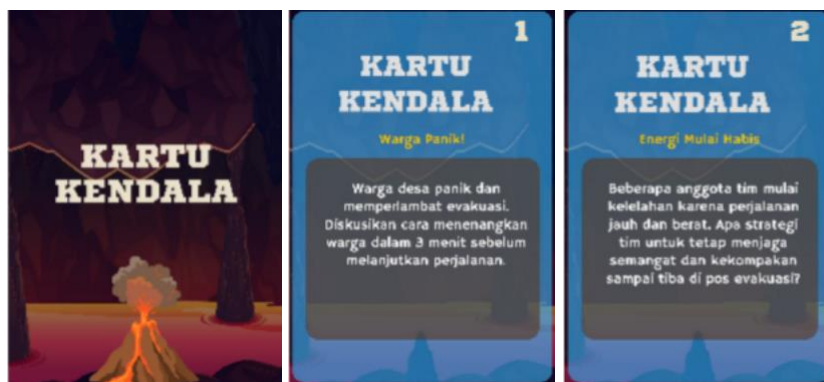 KARTU
KENDALA
1
KARTU
KENDALA
Warga Panik!
Warga desa panik dan
memperlambat evakuasi.
Diskusikan cara menenangkan
warga dalam 3 menit sebelum
melanjutkan perjalanan.
2
KARTU
KENDALA
Energi Mulai Habis
Beberapa anggota tim mulai
kelelahan karena perjalanan
jauh dan berat. Apa strategi
tim untuk tetap menjaga
semangat dan kekompakan
sampai tiba di pos evakuasi?